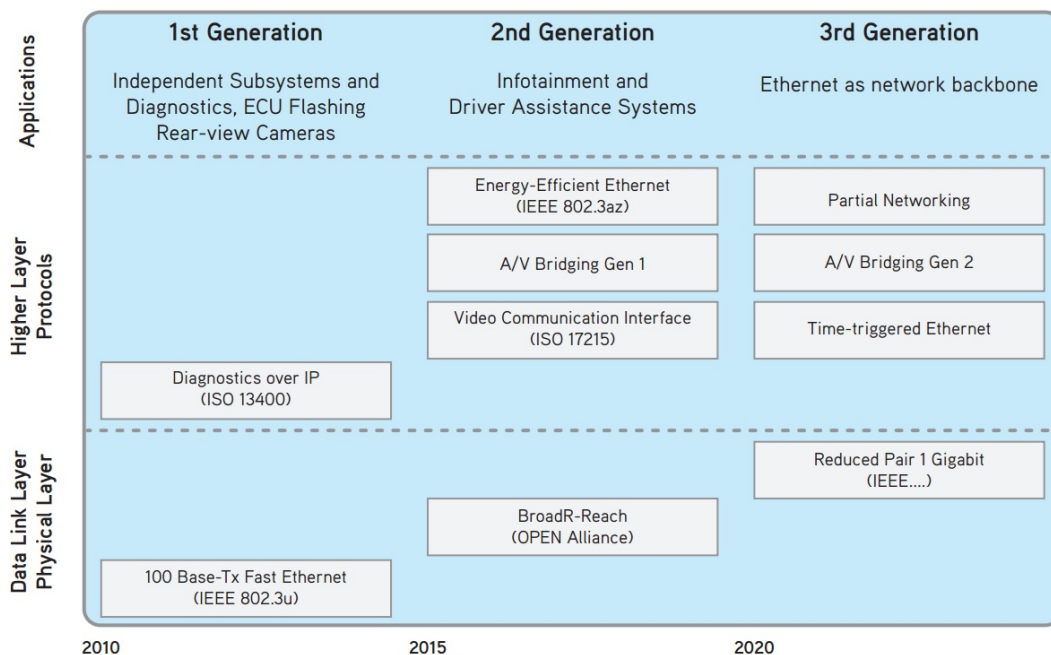 1st Generation
2nd Generation
3rd Generation
Applications
Independent Subsystems and
Diagnostics, ECU Flashing
Rear-view Cameras
Infotainment and
Driver Assistance Systems
Ethernet as network backbone
Higher Layer
Protocols
Energy-Efficient Ethernet
(IEEE 802.3az)
Partial Networking
A/V Bridging Gen 1
A/V Bridging Gen 2
Video Communication Interface
(ISO 17215)
Time-triggered Ethernet
Diagnostics over IP
(ISO 13400)
Data Link Layer
Physical Layer
Reduced Pair 1 Gigabit
(IEEE....)
BroadR-Reach
(OPEN Alliance)
100 Base-Tx Fast Ethernet
(IEEE 802.3u)
2010
2015
2020